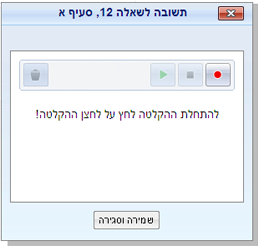 תשובה לשאלה 12, סעיף א
להתחלת ההקלטה לחץ על לחצן ההקלטה!
שמירה וסגירה